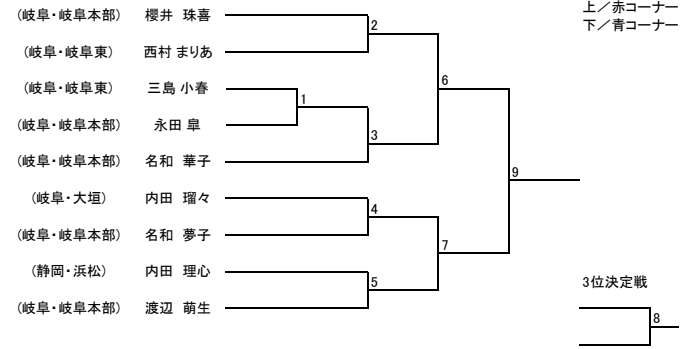 上／赤コーナー
下／青コーナー
(岐阜・岐阜本部) 櫻井 珠喜
2
(岐阜・岐阜東) 西村 まりあ
6
(岐阜・岐阜東) 三島 小春
1
(岐阜・岐阜本部) 永田 皐
3
(岐阜・岐阜本部) 名和 華子
9
(岐阜・大垣) 内田 瑠々
4
(岐阜・岐阜本部) 名和 夢子
7
(静岡・浜松) 内田 理心
5
3位決定戦
(岐阜・岐阜本部) 渡辺 萌生
8